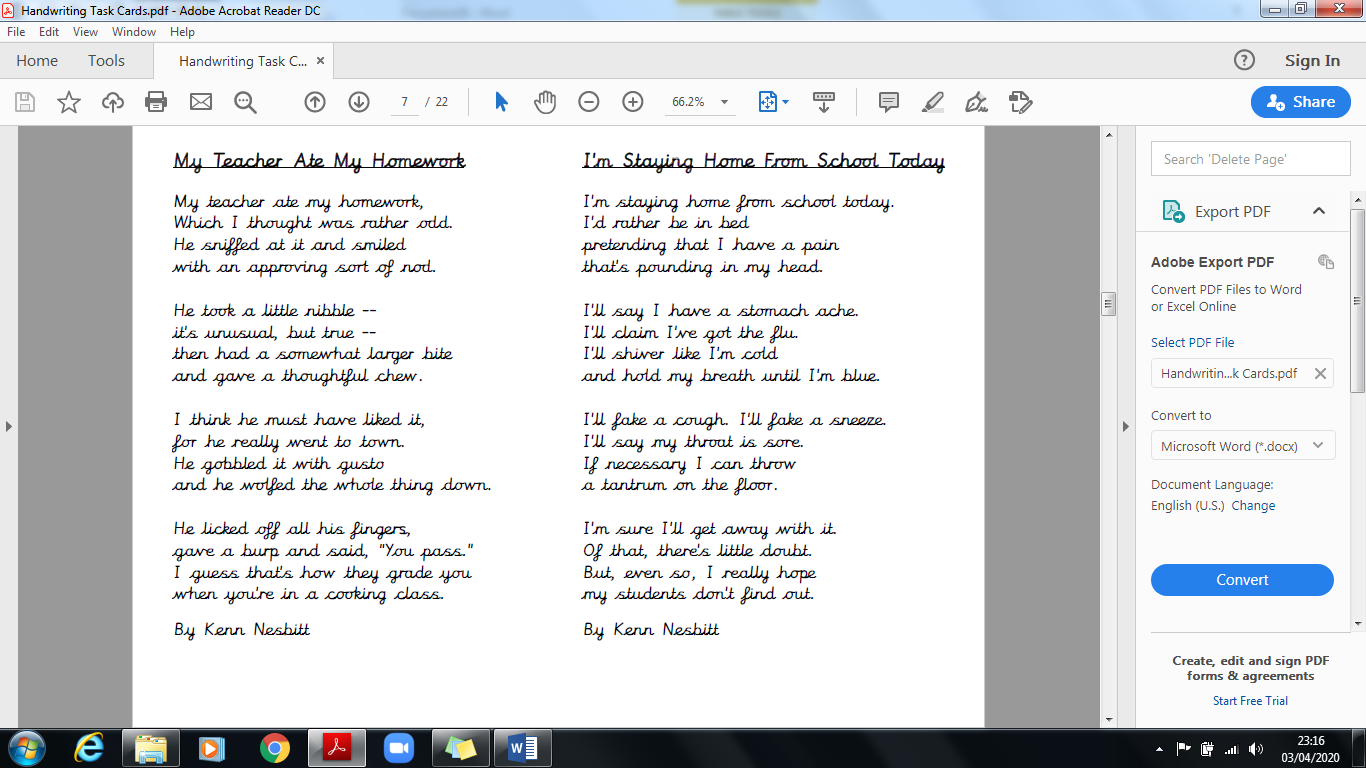 Handwriting Task Cards.pdf - Adobe Acrobat Reader DC
File Edit View Window Help
Home Tools Handwriting Task C... × Sign In
7 / 22 66.2% Share
My Teacher Ate My Homework
My teacher ate my homework,
Which I thought was rather odd.
He sniffed at it and smiled
with an approving sort of nod.
He took a little nibble --
it's unusual, but true --
then had a somewhat larger bite
and gave a thoughtful chew.
I think he must have liked it,
for he really went to town.
He gobbled it with gusto
and he wolfed the whole thing down.
He licked off all his fingers,
gave a burp and said, "You pass."
I guess that's how they grade you
when you're in a cooking class.
By Kenn Nesbitt
I'm Staying Home From School Today
I'm staying home from school today.
I'd rather be in bed
pretending that I have a pain
that's pounding in my head.
I'll say I have a stomach ache.
I'll claim I've got the flu.
I'll shiver like I'm cold
and hold my breath until I'm blue.
I'll fake a cough. I'll fake a sneeze.
I'll say my throat is sore.
If necessary I can throw
a tantrum on the floor.
I'm sure I'll get away with it.
Of that, there's little doubt.
But, even so, I really hope
my students don't find out.
By Kenn Nesbitt
Search 'Delete Page'
Export PDF
Adobe Export PDF
Convert PDF Files to Word
or Excel Online
Select PDF File
Handwritin...k Cards.pdf
Convert to
Microsoft Word (*.docx)
Document Language:
English (U.S.) Change
Convert
Create, edit and sign PDF
forms & agreements
Start Free Trial
23:16
03/04/2020